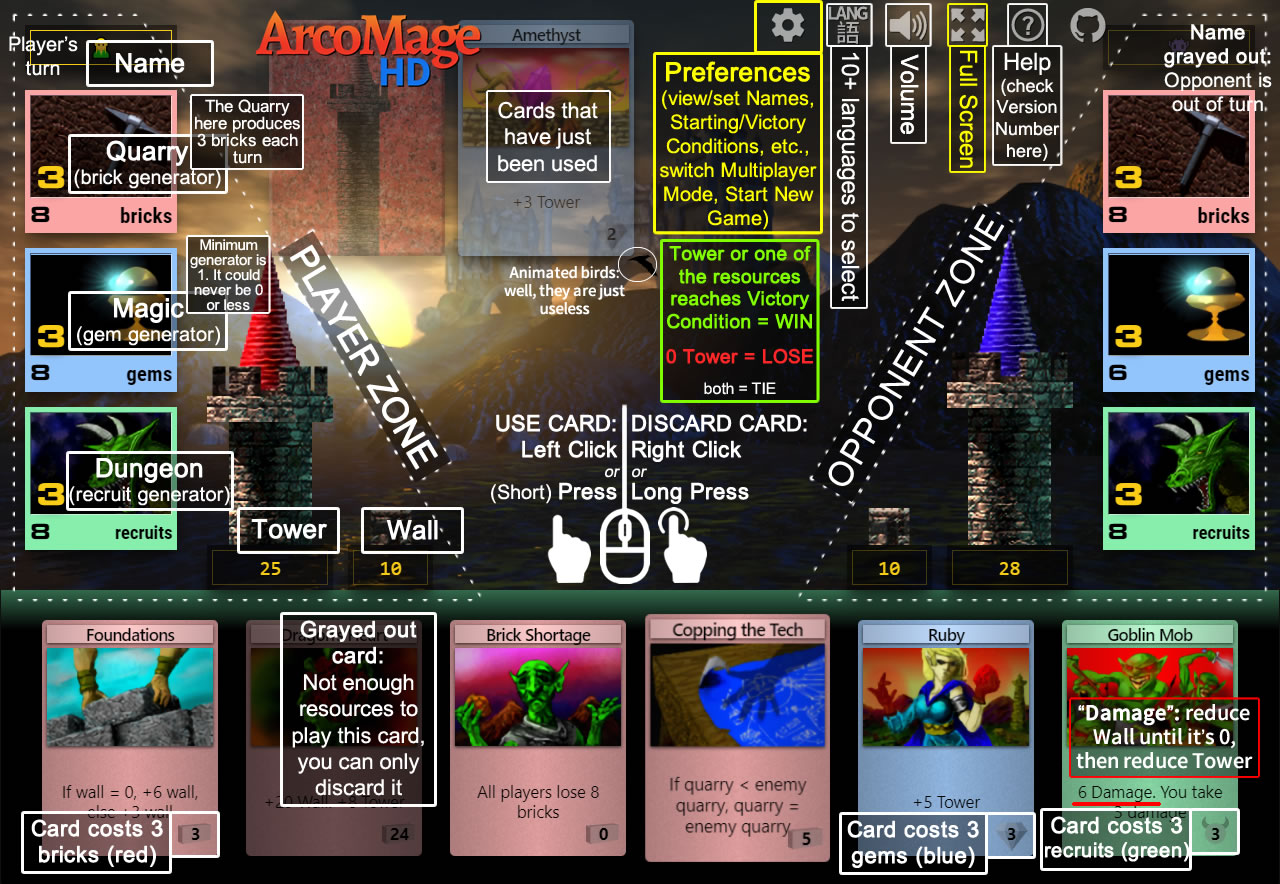 Player's
turn
Name
ArcoMage
HD
Amethyst
+3 Tower
2
Cards that
have just
been used
LANG
語
Preferences
(view/set Names,
Starting/Victory
Conditions, etc.,
switch Multiplayer
Mode, Start New
Game)
10+ languages to select
Volume
Full Screen
Help
(check
Version
Number
here)
Name
grayed out:
Opponent is
out of turn.
The Quarry
here produces
3 bricks each
turn
Quarry
(brick generator)
3
8
bricks
Minimum
generator is
1. It could
never be 0
or less
Magic
(gem generator)
3
8
gems
Dungeon
(recruit generator)
3
8
recruits
PLAYER ZONE
Animated birds:
well, they are just
useless
Tower or one of
the resources
reaches Victory
Condition = WIN
0 Tower = LOSE
both = TIE
OPPONENT ZONE
3
8
bricks
3
6
gems
3
8
recruits
USE CARD:
Left Click
or
(Short) Press
DISCARD CARD:
Right Click
or
Long Press
Tower
Wall
25
10
10
28
Foundations
If wall = 0, +6 wall,
else +3 wall
3
Card costs 3
bricks (red)
Grayed out
card:
Not enough
resources to
play this card,
you can only
discard it
+20 Wall, +8 Tower
24
Brick Shortage
All players lose 8
bricks
0
Copping the Tech
If quarry < enemy
quarry, quarry =
enemy quarry
5
Ruby
+5 Tower
3
Card costs 3
gems (blue)
Goblin Mob
“Damage”: reduce
Wall until it's 0,
then reduce Tower
6 Damage. You take
3 damage
3
Card costs 3
recruits (green)